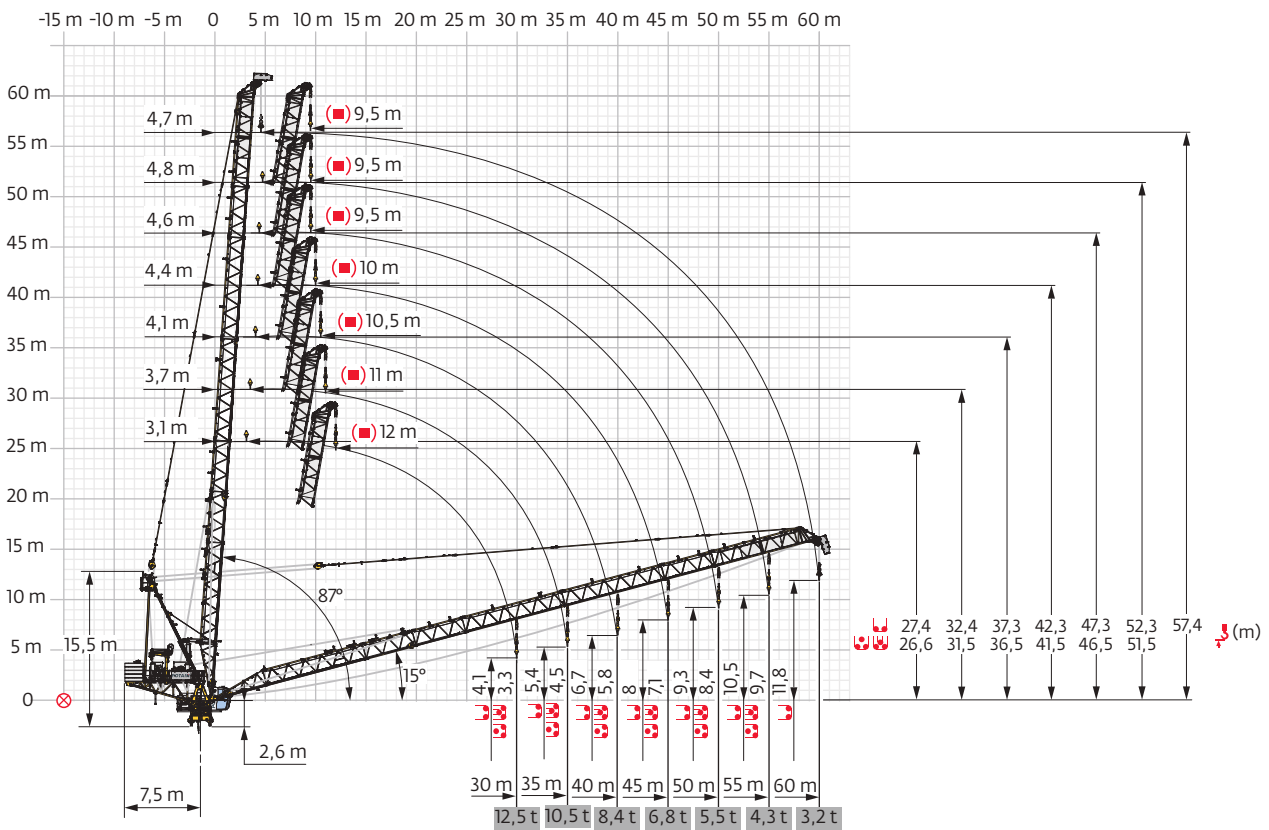 -15 m -10 m -5 m 0 5 m 10 m 15 m 20 m 25 m 30 m 35 m 40 m 45 m 50 m 55 m 60 m
60 m
4,7 m
(■) 9,5 m
55 m
4,8 m
(■) 9,5 m
50 m
4,6 m
(■) 9,5 m
45 m
4,4 m
(■) 10 m
40 m
4,1 m
(■) 10,5 m
35 m
3,7 m
(■) 11 m
30 m
3,1 m
(■) 12 m
25 m
20 m
15 m
10 m
87°
15,5 m
5 m
15°
0
2,6 m
7,5 m
4,1 3,3 5,4 4,5 6,7 5,8 8 7,1 9,3 8,4 10,5 9,7 11,8
27,4 32,4 37,3 42,3 47,3 52,3 57,4 (m)
26,6 31,5 36,5 41,5 46,5 51,5
30 m 35 m 40 m 45 m 50 m 55 m 60 m
12,5 t 10,5 t 8,4 t 6,8 t 5,5 t 4,3 t 3,2 t